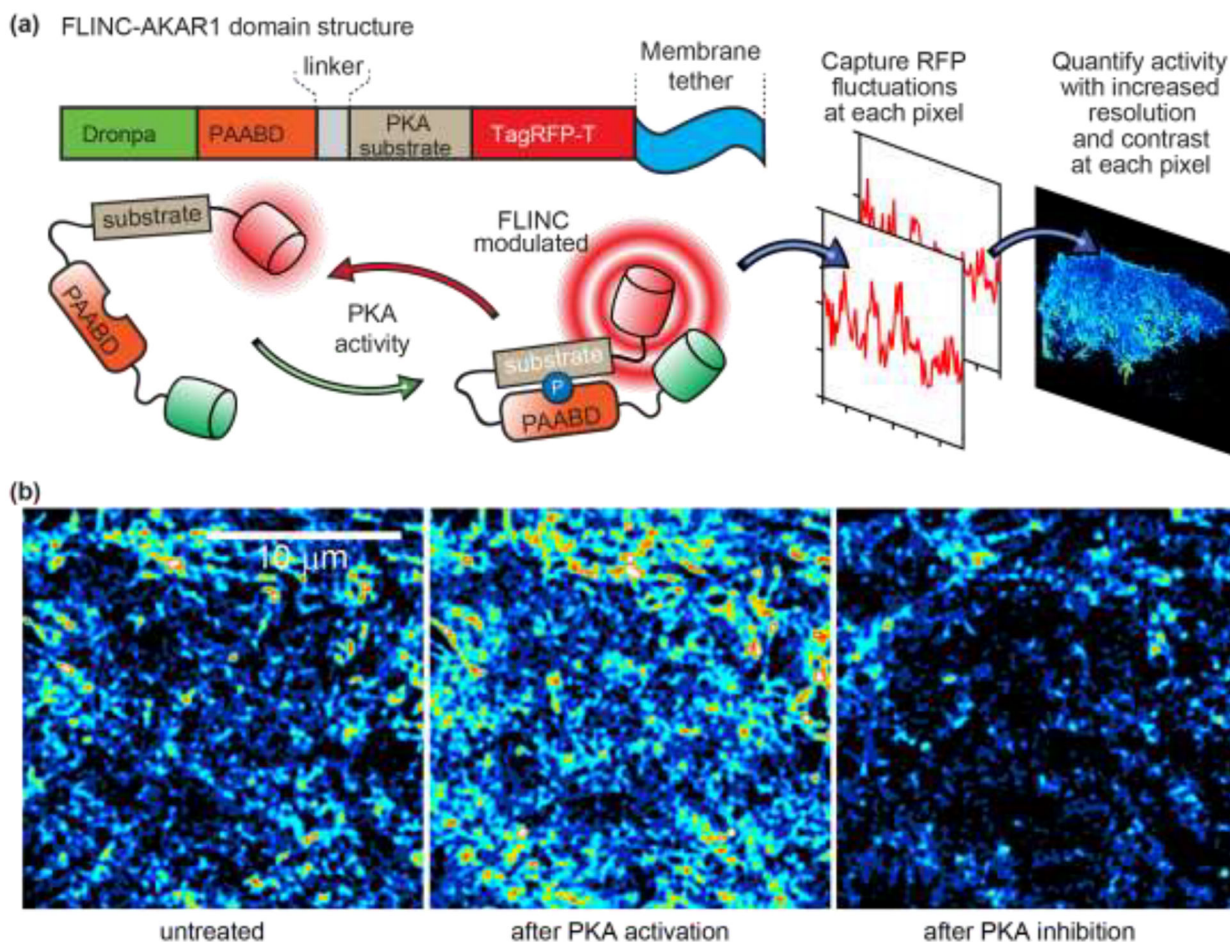 (a) FLINC-AKAR1 domain structure
linker
Membrane
tether
Capture RFP
fluctuations
at each pixel
Quantify activity
with increased
resolution
and contrast
at each pixel
Dronpa
PAABD
PKA
substrate
TagRFP-T
substrate
PAABD
PKA
activity
FLINC
modulated
substrate
P
PAABD
(b)
10 μm
untreated
after PKA activation
after PKA inhibition